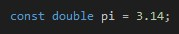 const double pi = 3.14;